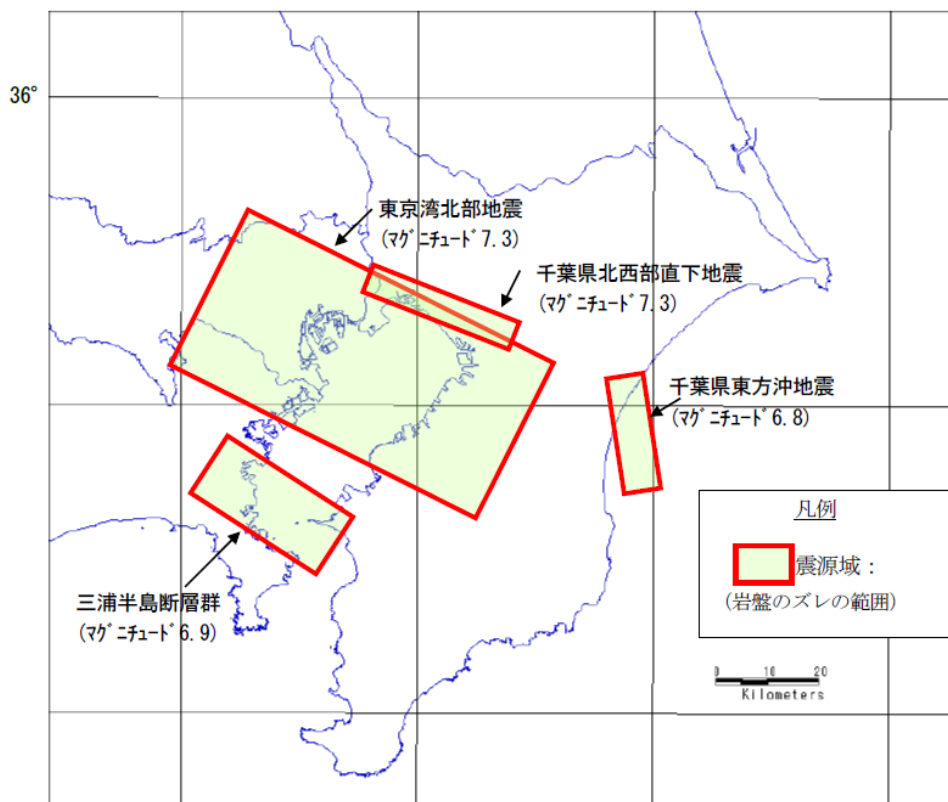 36°
東京湾北部地震
(ﾏｸﾞﾆﾁｭｰﾄﾞ7.3)
千葉県北西部直下地震
(ﾏｸﾞﾆﾁｭｰﾄﾞ7.3)
千葉県東方沖地震
(ﾏｸﾞﾆﾁｭｰﾄﾞ6.8)
三浦半島断層群
(ﾏｸﾞﾆﾁｭｰﾄﾞ6.9)
凡例
震源域：
(岩盤のズレの範囲)
0 10 20
Kilometers